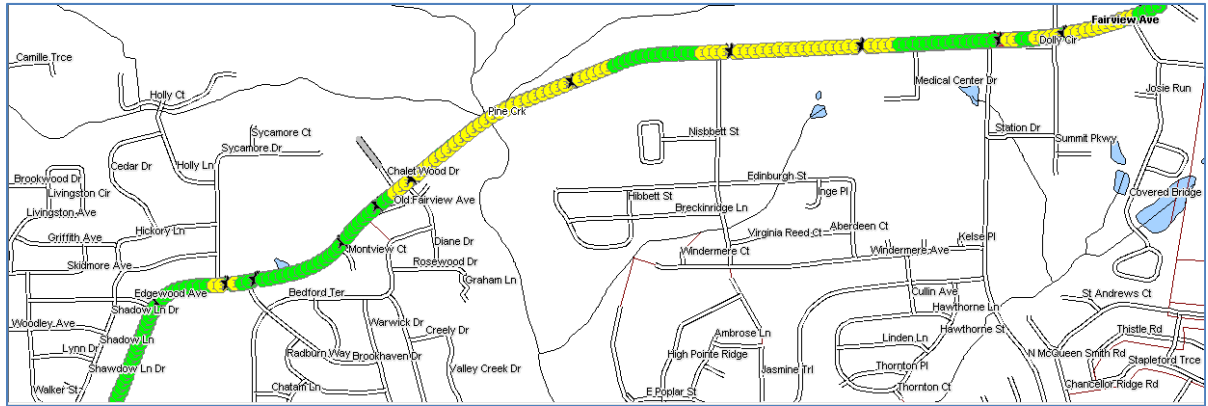 Fairview Ave
Camille Trce
Dolly Cir
Holly Ct
Medical Center Dr
Josie Run
Pine Crk
Sycamore Ct
Nisbett St
Station Dr
Summit Pkwy
Sycamore Dr
Cedar Dr
Holly Ln
Chalet Wood Dr
Brookwood Dr
Edinburgh St
Livingston Cir
Hibbett St
Inge Pl
Covered Bridge
Old Fairview Ave
Livingston Ave
Breckinridge Ln
Hickory Ln
Aberdeen Ct
Virginia Reed Ct
Griffith Ave
Diane Dr
Kelse Pl
Montview Ct
Windermere Ct
Windermere Ave
Skidmore Ave
Rosewood Dr
Graham Ln
Edgewood Ave
Bedford Ter
Cullin Ave
St Andrews Ct
Shadow Ln Dr
Hawthorne Ln
Woodley Ave
Warwick Dr
Hawthorne St
Creely Dr
Ambrose Ln
Thistle Rd
Shadow Ln
Linden Ln
Lynn Dr
Radburn Way
Brookhaven Dr
High Pointe Ridge
N McQueen Smith Rd
Stapleford Trce
Shawdow Ln Dr
Valley Creek Dr
Jasmine Trl
Thornton Pl
Walker St
Chatam Ln
E Poplar St
Thornton Ct
Chancellor Ridge Rd